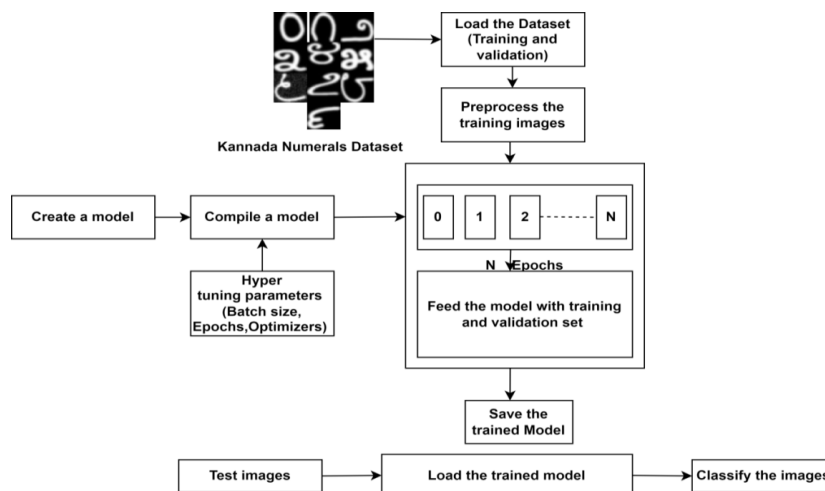 Load the Dataset
(Training and
validation)
Preprocess the
training images
Kannada Numerals Dataset
Create a model
Compile a model
0 1 2 N
N Epochs
Hyper
tuning parameters
(Batch size,
Epochs,Optimizers)
Feed the model with training
and validation set
Save the
trained Model
Test images
Load the trained model
Classify the images